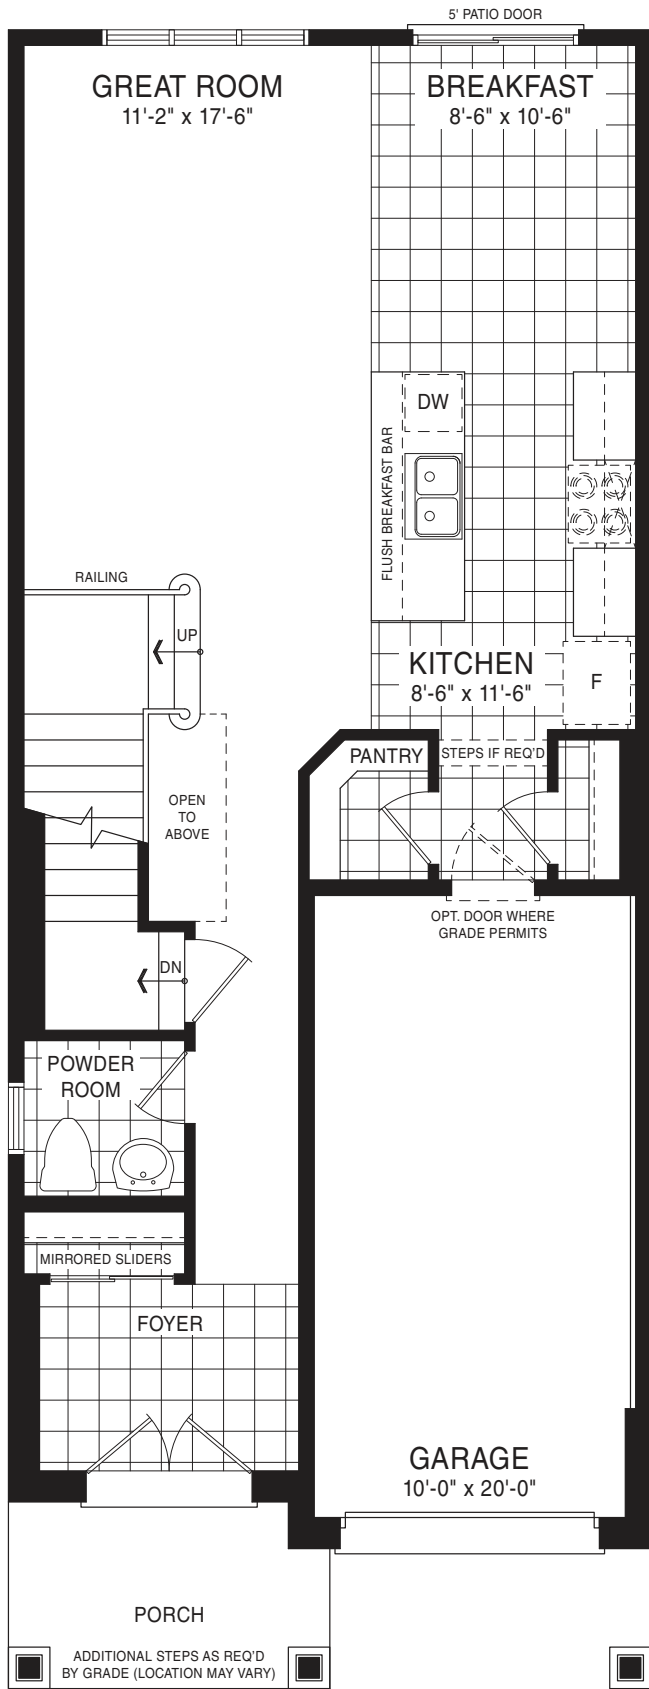 5' PATIO DOOR
GREAT ROOM
11'-2" x 17'-6"
BREAKFAST
8'-6" x 10'-6"
DW
FLUSH BREAKFAST BAR
RAILING
UP
KITCHEN
8'-6" x 11'-6"
F
PANTRY
STEPS IF REQ'D
OPEN
TO
ABOVE
OPT. DOOR WHERE
GRADE PERMITS
DN
POWDER
ROOM
MIRRORED SLIDERS
FOYER
GARAGE
10'-0" x 20'-0"
PORCH
ADDITIONAL STEPS AS REQ'D
BY GRADE (LOCATION MAY VARY)